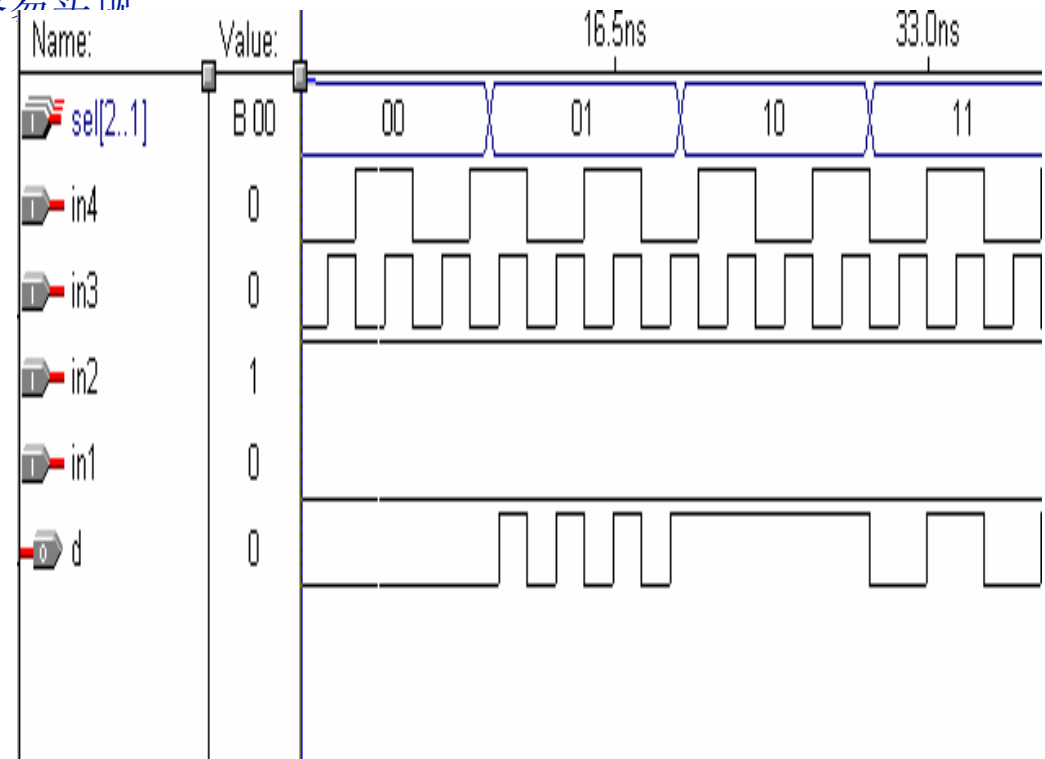 Name: Value: 16.5ns 33.0ns
I sel[2..1] B 00 00 01 10 11
I in4 0
I in3 0
I in2 1
I in1 0
O d 0